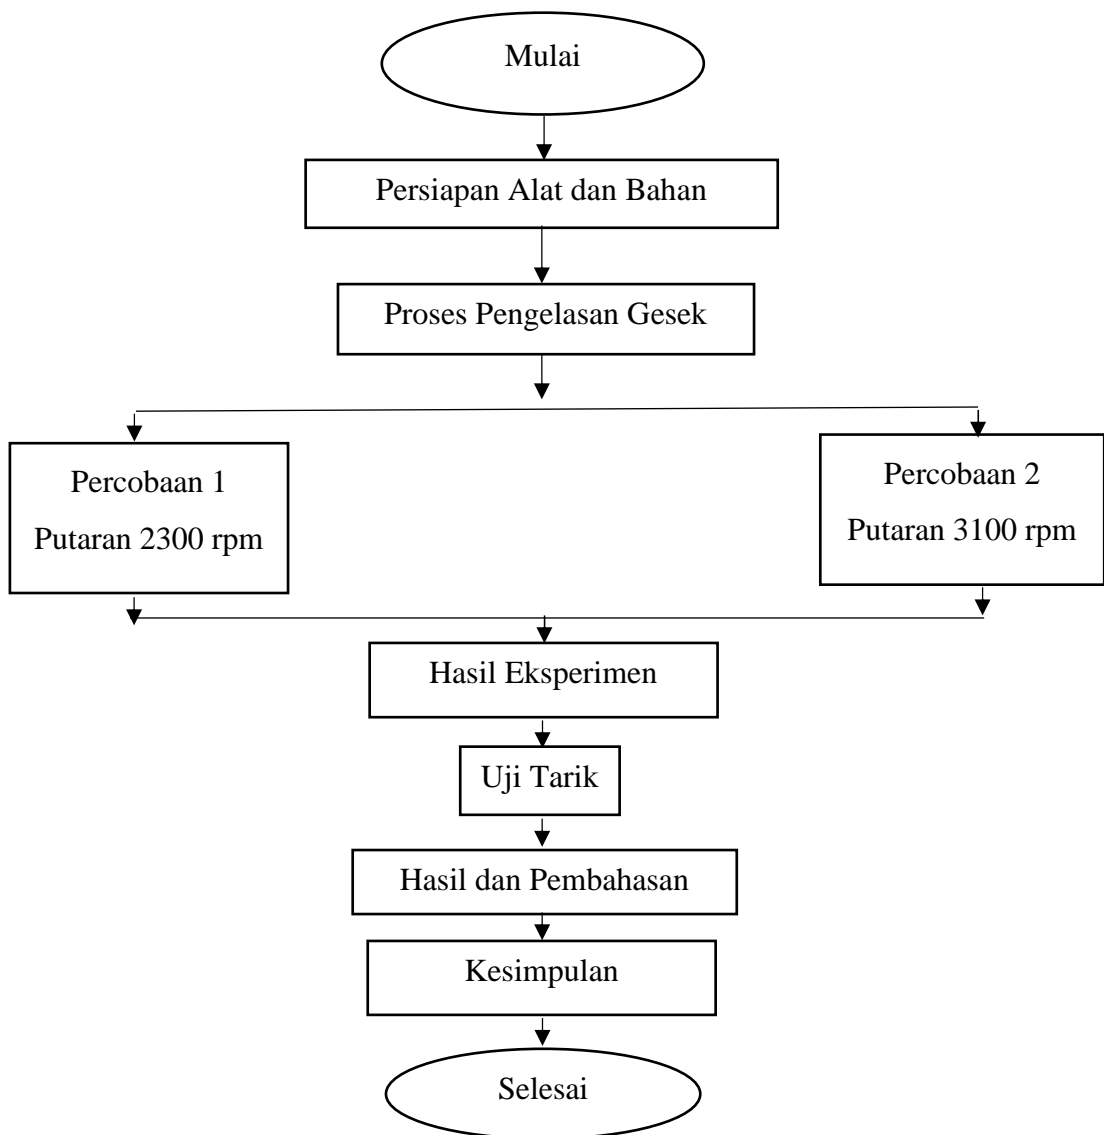 Mulai
Persiapan Alat dan Bahan
Proses Pengelasan Gesek
Percobaan 1
Putaran 2300 rpm
Percobaan 2
Putaran 3100 rpm
Hasil Eksperimen
Uji Tarik
Hasil dan Pembahasan
Kesimpulan
Selesai